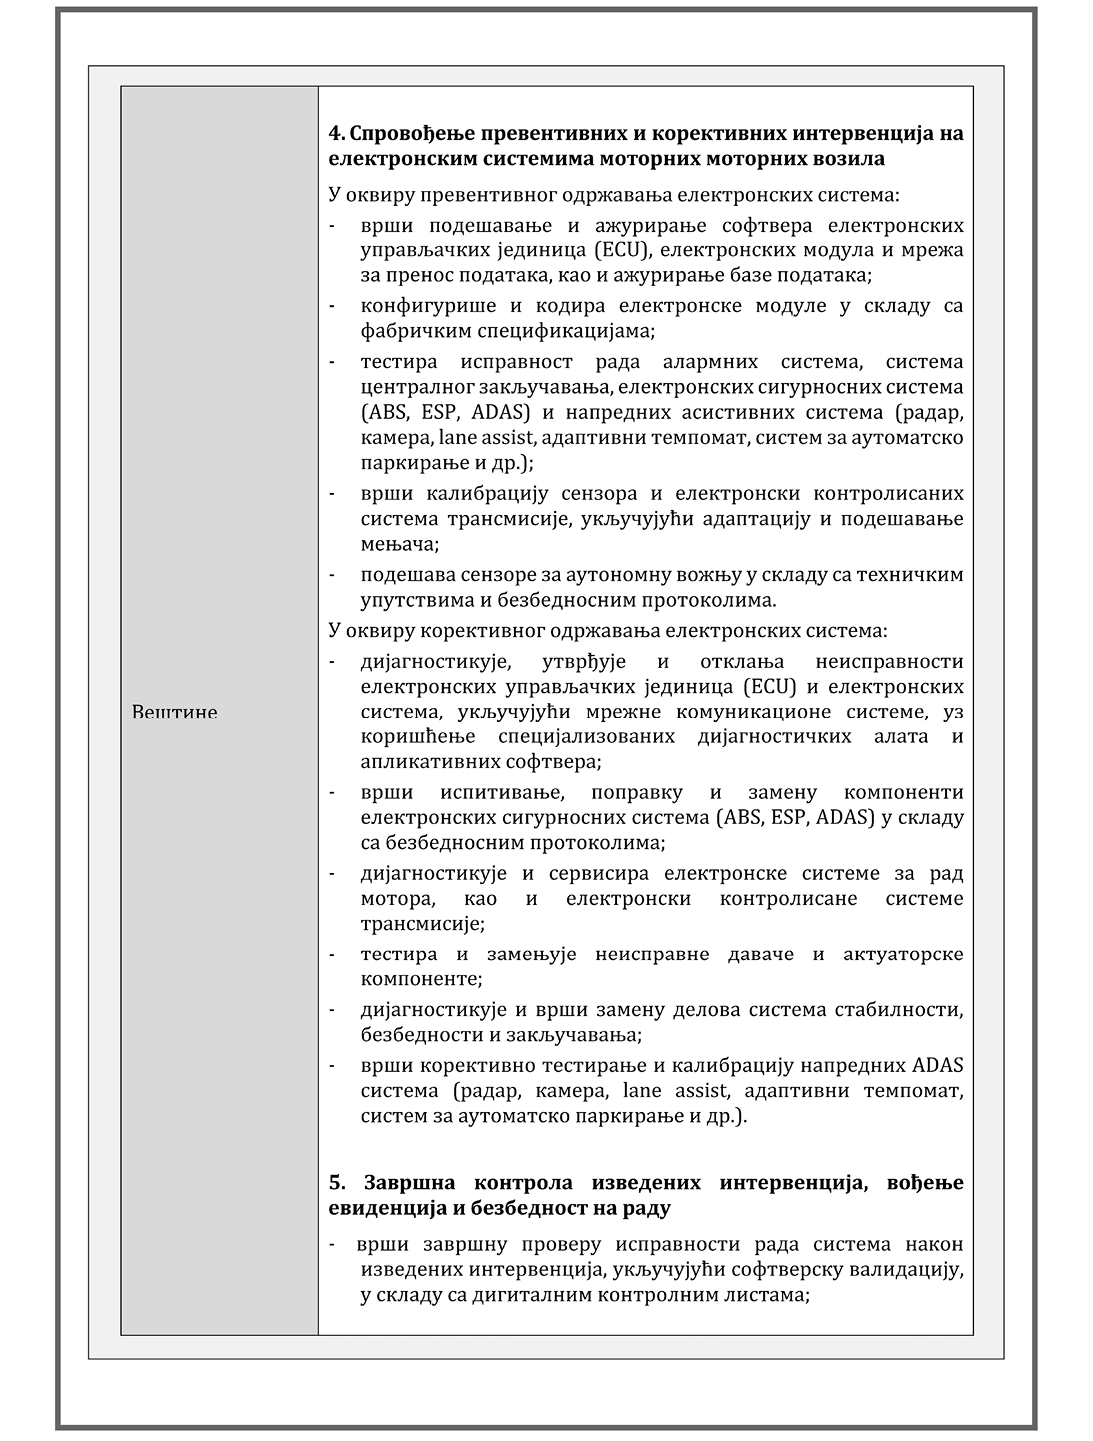 4. Спровођење превентивних и корективних интервенција на
електронским системима моторних моторних возила
У оквиру превентивног одржавања електронских система:
- врши подешавање и ажурирање софтвера електронских
управљачких јединица (ECU), електронских модула и мрежа
за пренос података, као и ажурирање базе података;
- конфигурише и кодира електронске модуле у складу са
фабричким спецификацијама;
- тестира исправност рада алармних система, система
централног закључавања, електронских сигурносних система
(ABS, ESP, ADAS) и напредних асистивних система (радар,
камера, lane assist, адаптивни темпомат, систем за аутоматско
паркирање и др.);
- врши калибрацију сензора и електронски контролисаних
система трансмисије, укључујући адаптацију и подешавање
мењача;
- подешава сензоре за аутономну вожњу у складу са техничким
упутствима и безбедносним протоколима.
У оквиру корективног одржавања електронских система:
- дијагностикује, утврђује и отклања неисправности
електронских управљачких јединица (ECU) и електронских
система, укључујући мрежне комуникационе системе, уз
коришћење специјализованих дијагностичких алата и
апликативних софтвера;
- врши испитивање, поправку и замену компоненти
електронских сигурносних система (ABS, ESP, ADAS) у складу
са безбедносним протоколима;
- дијагностикује и сервисира електронске системе за рад
мотора, као и електронски контролисане системе
трансмисије;
- тестира и замењује неисправне даваче и актуаторске
компоненте;
- дијагностикује и врши замену делова система стабилности,
безбедности и закључавања;
- врши корективно тестирање и калибрацију напредних ADAS
система (радар, камера, lane assist, адаптивни темпомат,
систем за аутоматско паркирање и др.).
5. Завршна контрола изведених интервенција, вођење
евиденција и безбедност на раду
- врши завршну проверу исправности рада система након
изведених интервенција, укључујући софтверску валидацију,
у складу са дигиталним контролним листама;
Вештине